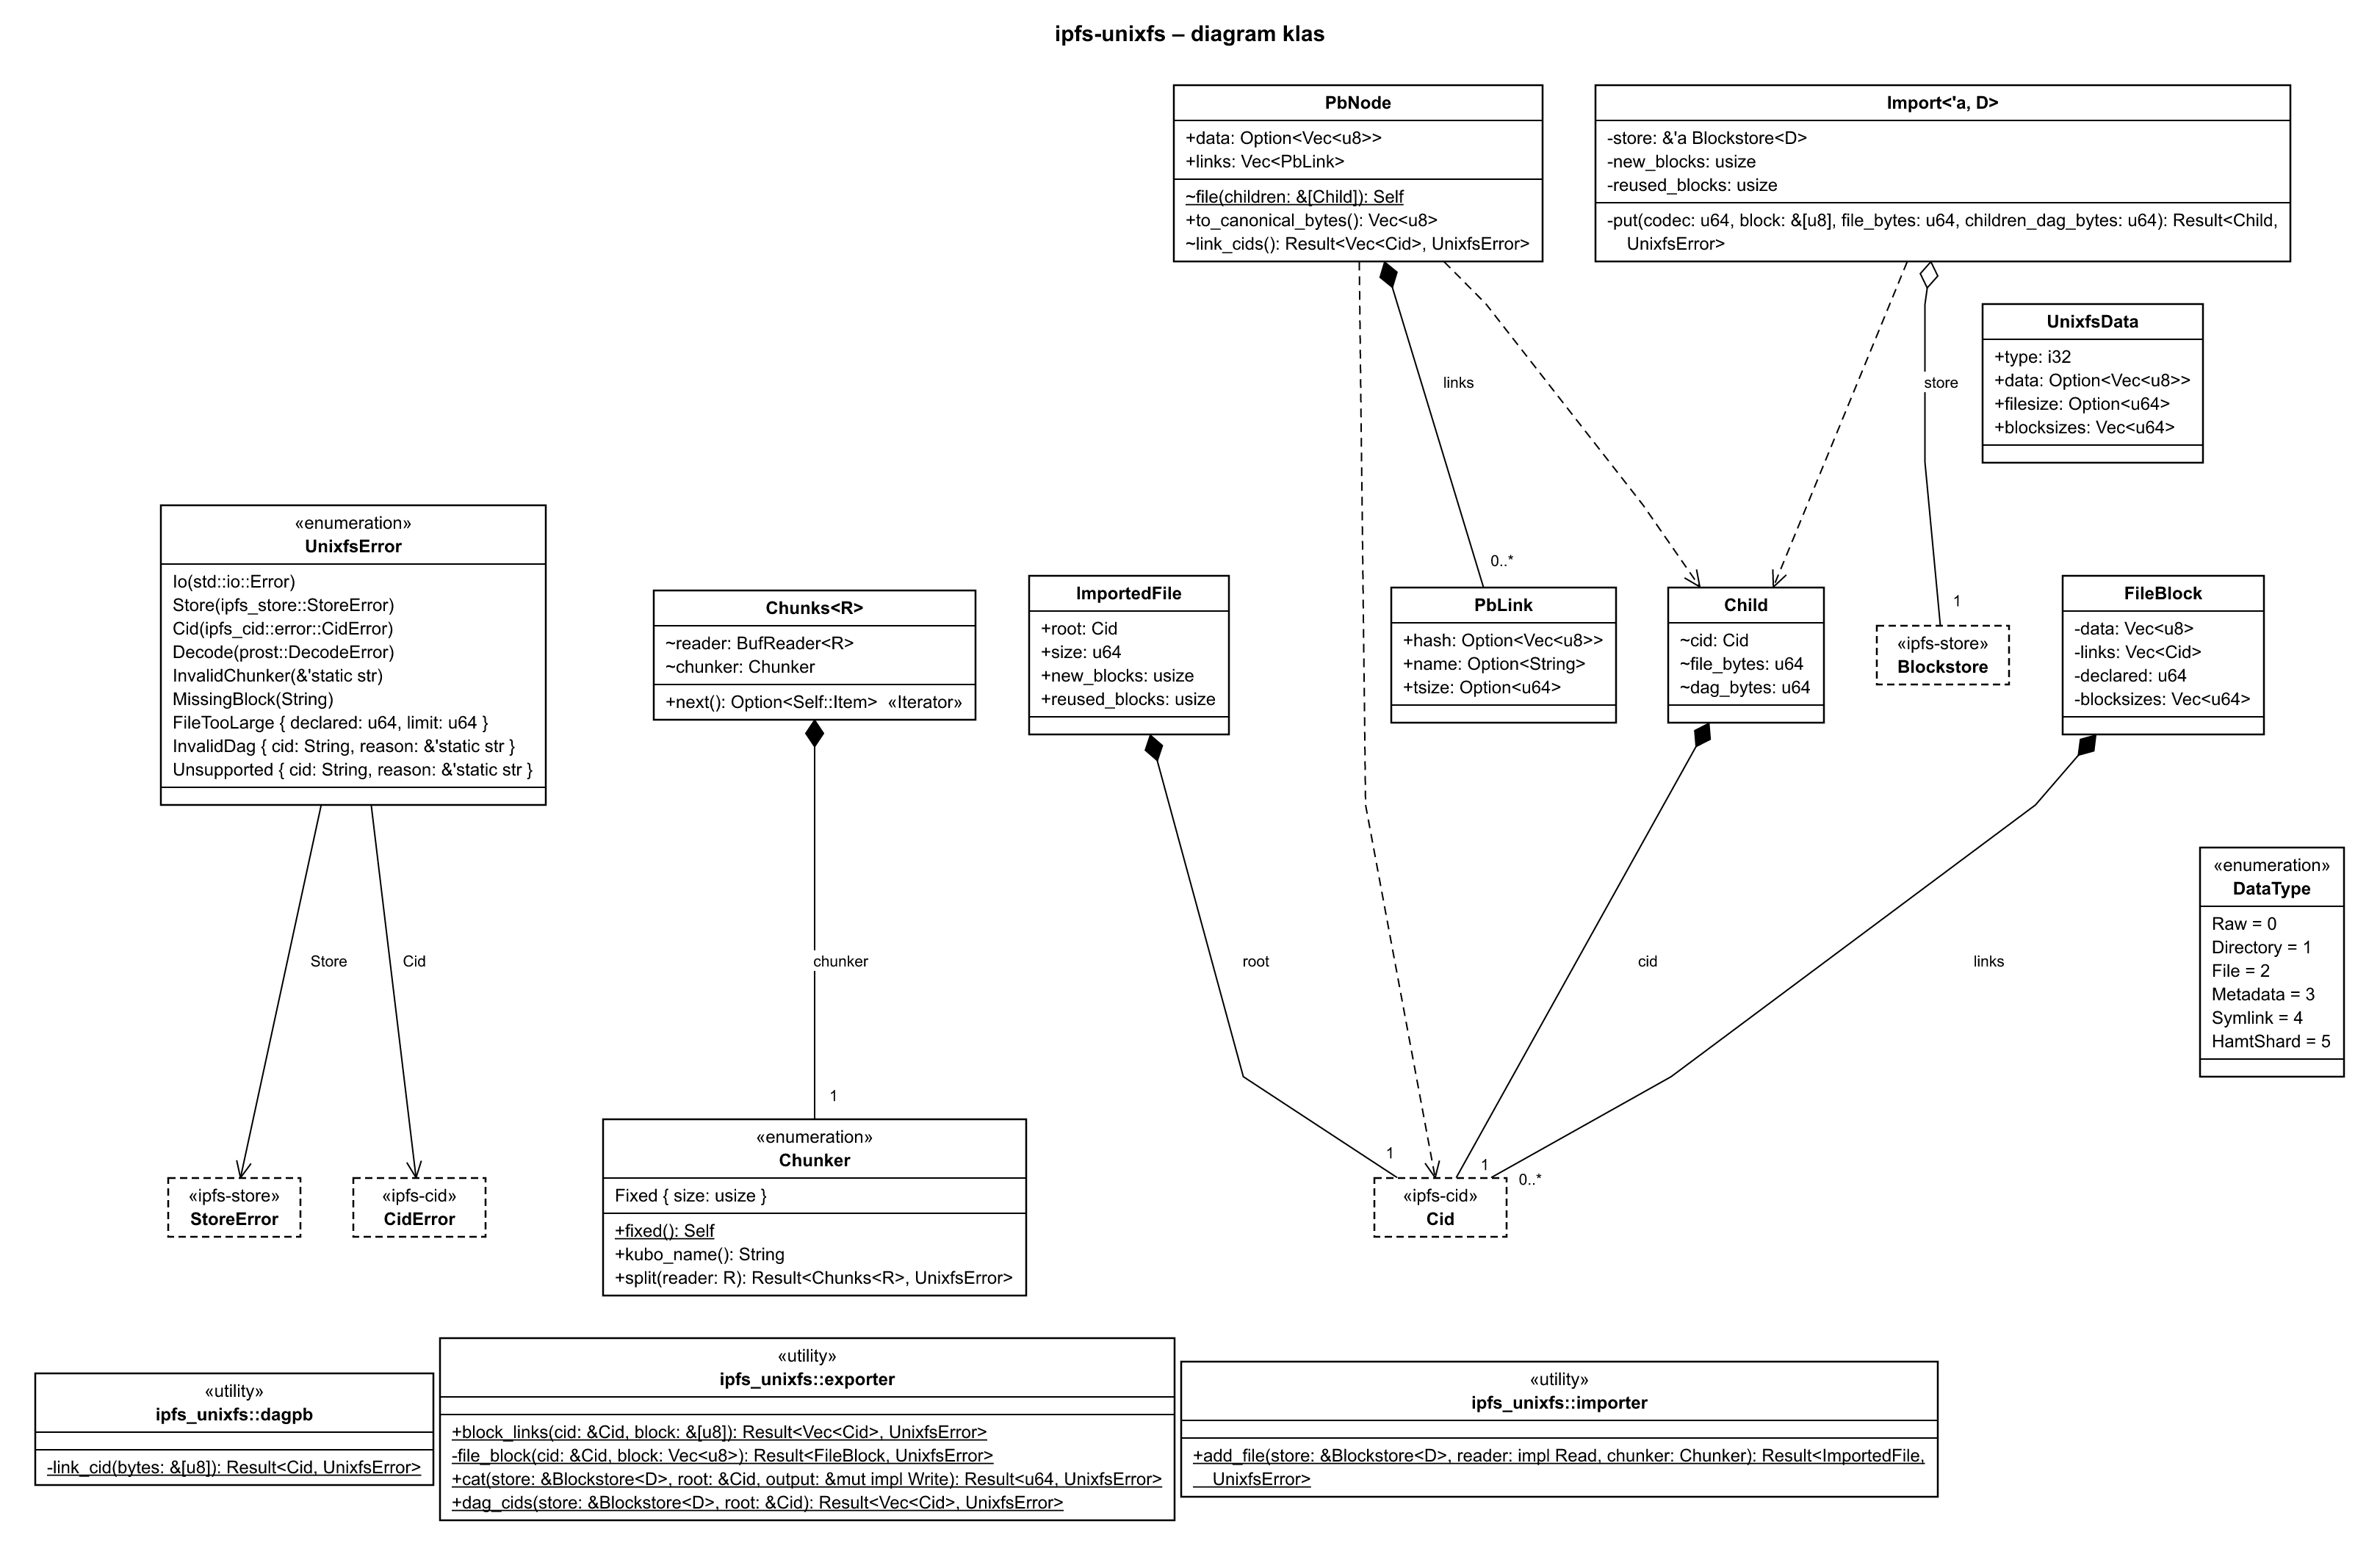 ipfs-unixfs – diagram klas
PbNode
+data: Option<Vec<u8>>
+links: Vec<PbLink>
~file(children: &[Child]): Self
+to_canonical_bytes(): Vec<u8>
~link_cids(): Result<Vec<Cid>, UnixfsError>
Import<'a, D>
-store: &'a Blockstore<D>
-new_blocks: usize
-reused_blocks: usize
-put(codec: u64, block: &[u8], file_bytes: u64, children_dag_bytes: u64): Result<Child,
UnixfsError>
UnixfsData
+type: i32
+data: Option<Vec<u8>>
+filesize: Option<u64>
+blocksizes: Vec<u64>
links
store
0..*
1
«enumeration»
UnixfsError
Io(std::io::Error)
Store(ipfs_store::StoreError)
Cid(ipfs_cid::error::CidError)
Decode(prost::DecodeError)
InvalidChunker(&'static str)
MissingBlock(String)
FileTooLarge { declared: u64, limit: u64 }
InvalidDag { cid: String, reason: &'static str }
Unsupported { cid: String, reason: &'static str }
Chunks<R>
~reader: BufReader<R>
~chunker: Chunker
+next(): Option<Self::Item> «Iterator»
ImportedFile
+root: Cid
+size: u64
+new_blocks: usize
+reused_blocks: usize
PbLink
+hash: Option<Vec<u8>>
+name: Option<String>
+tsize: Option<u64>
Child
~cid: Cid
~file_bytes: u64
~dag_bytes: u64
«ipfs-store»
Blockstore
FileBlock
-data: Vec<u8>
-links: Vec<Cid>
-declared: u64
-blocksizes: Vec<u64>
«enumeration»
DataType
Raw = 0
Directory = 1
File = 2
Metadata = 3
Symlink = 4
HamtShard = 5
Store
Cid
chunker
root
cid
links
1
1
1
0..*
«ipfs-store»
StoreError
«ipfs-cid»
CidError
«enumeration»
Chunker
Fixed { size: usize }
+fixed(): Self
+kubo_name(): String
+split(reader: R): Result<Chunks<R>, UnixfsError>
«ipfs-cid»
Cid
«utility»
ipfs_unixfs::dagpb
-link_cid(bytes: &[u8]): Result<Cid, UnixfsError>
«utility»
ipfs_unixfs::exporter
+block_links(cid: &Cid, block: &[u8]): Result<Vec<Cid>, UnixfsError>
-file_block(cid: &Cid, block: Vec<u8>): Result<FileBlock, UnixfsError>
+cat(store: &Blockstore<D>, root: &Cid, output: &mut impl Write): Result<u64, UnixfsError>
+dag_cids(store: &Blockstore<D>, root: &Cid): Result<Vec<Cid>, UnixfsError>
«utility»
ipfs_unixfs::importer
+add_file(store: &Blockstore<D>, reader: impl Read, chunker: Chunker): Result<ImportedFile,
UnixfsError>